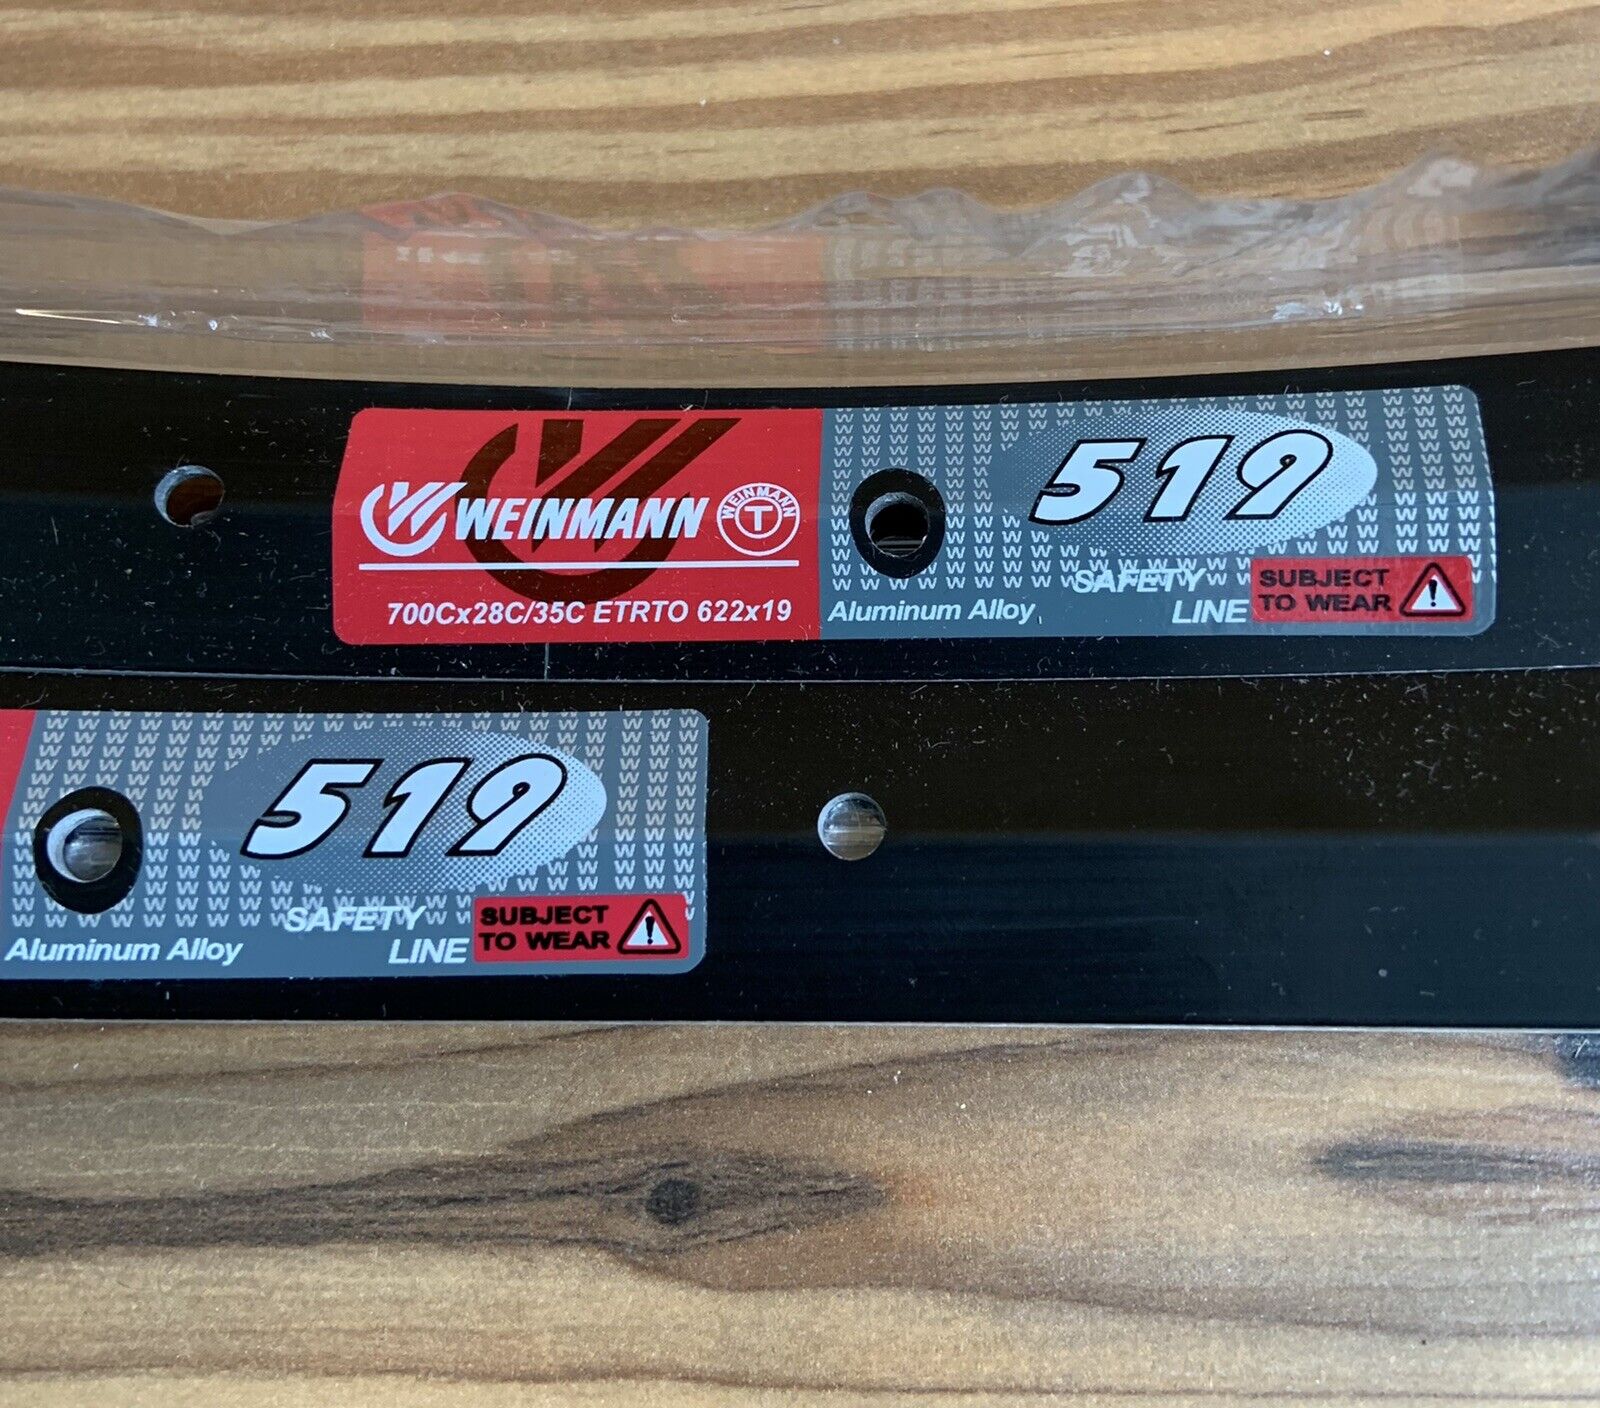 WEINMANN
WEINMANN
T
700Cx28C/35C ETRTO 622x19
519
Aluminum Alloy
SAFETY
LINE
SUBJECT
TO WEAR
519
Aluminum Alloy
SAFETY
LINE
SUBJECT
TO WEAR